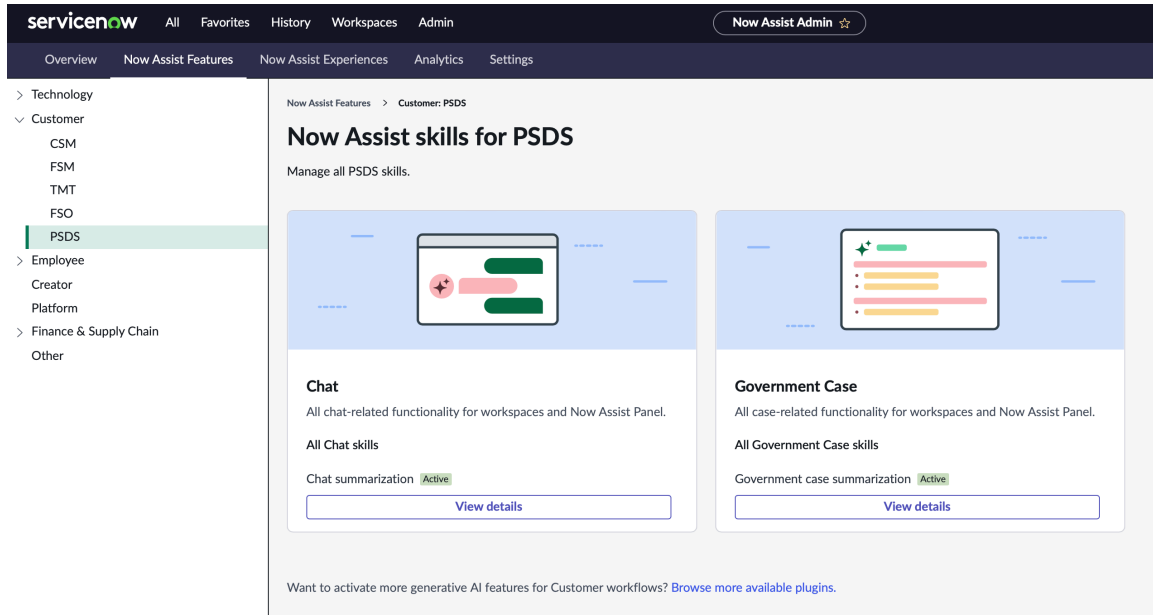 servicenow All Favorites History Workspaces Admin Now Assist Admin
Overview Now Assist Features Now Assist Experiences Analytics Settings
Technology
Customer
CSM
FSM
TMT
FSO
PSDS
Employee
Creator
Platform
Finance & Supply Chain
Other
Now Assist Features > Customer: PSDS
Now Assist skills for PSDS
Manage all PSDS skills.
Chat
All chat-related functionality for workspaces and Now Assist Panel.
All Chat skills
Chat summarization Active
View details
Government Case
All case-related functionality for workspaces and Now Assist Panel.
All Government Case skills
Government case summarization Active
View details
Want to activate more generative AI features for Customer workflows? Browse more available plugins.